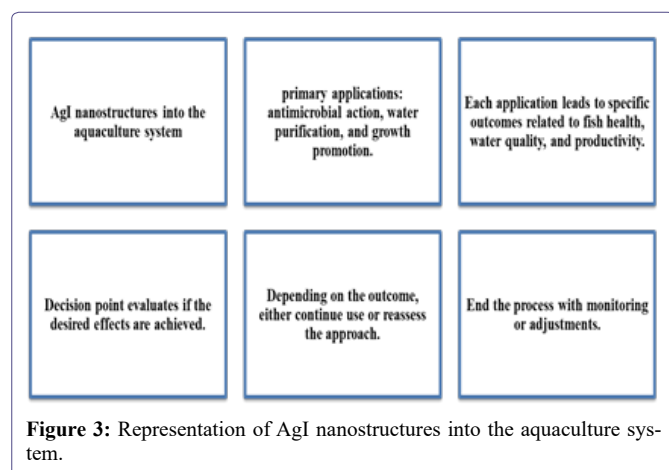 AgI nanostructures into the
aquaculture system
primary applications:
antimicrobial action, water
purification, and growth
promotion.
Each application leads to specific
outcomes related to fish health,
water quality, and productivity.
Decision point evaluates if the
desired effects are achieved.
Depending on the outcome,
either continue use or reassess
the approach.
End the process with monitoring
or adjustments.
Figure 3: Representation of AgI nanostructures into the aquaculture sys-
tem.